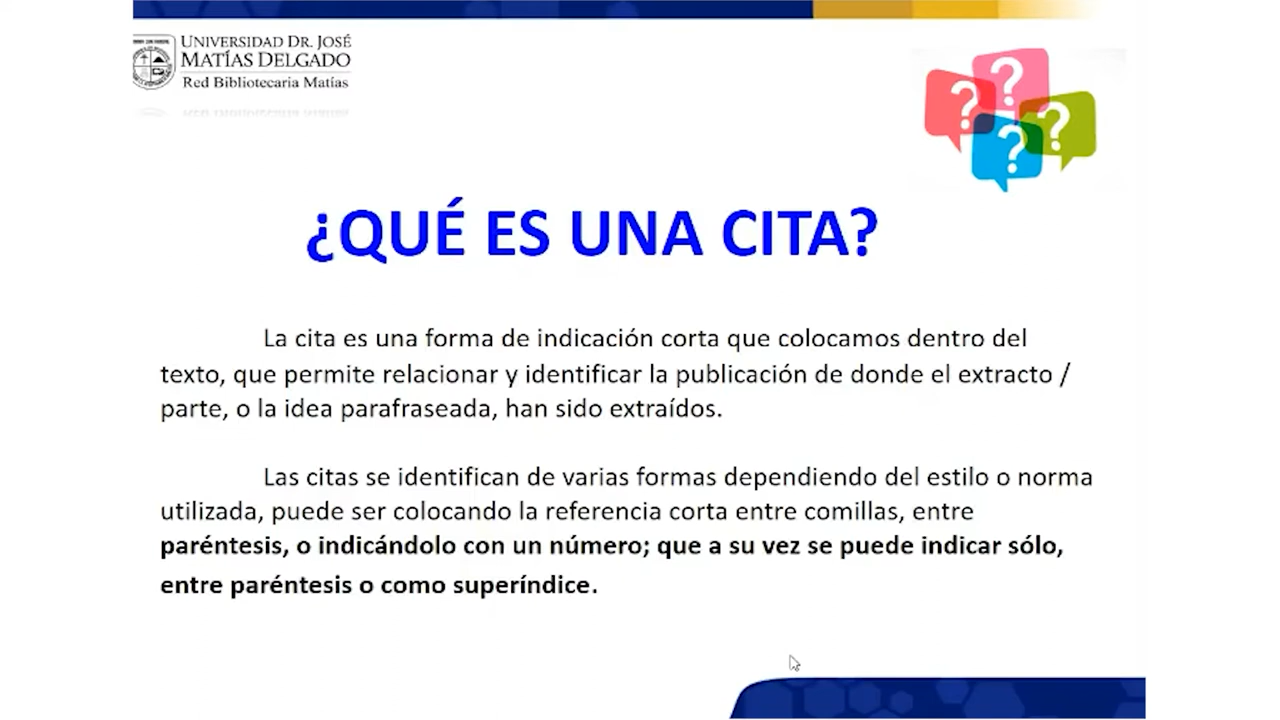 UNIVERSIDAD DR. JOSÉ
MATÍAS DELGADO
Red Bibliotecaria Matías
? ? ? ?
¿QUÉ ES UNA CITA?
La cita es una forma de indicación corta que colocamos dentro del
texto, que permite relacionar y identificar la publicación de donde el extracto /
parte, o la idea parafraseada, han sido extraídos.
Las citas se identifican de varias formas dependiendo del estilo o norma
utilizada, puede ser colocando la referencia corta entre comillas, entre
paréntesis, o indicándolo con un número; que a su vez se puede indicar sólo,
entre paréntesis o como superíndice.